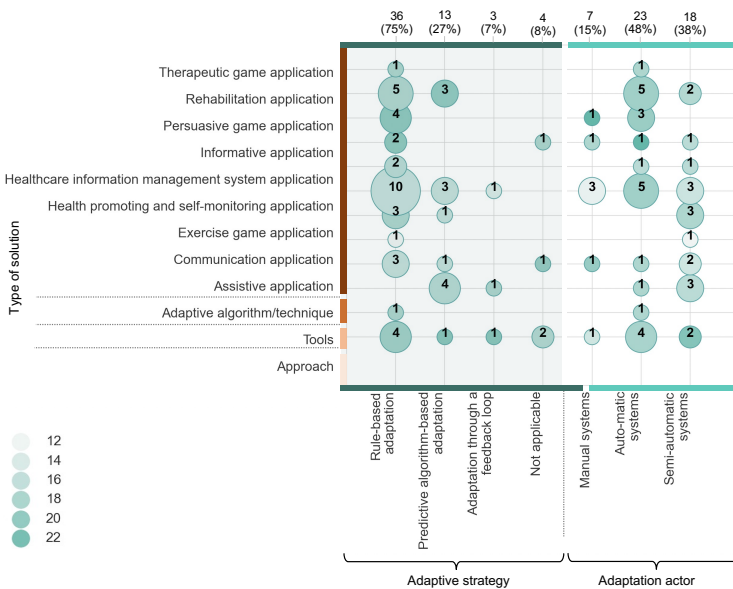 36 13 3 4 7 23 18
(75%) (27%) (7%) (8%) (15%) (48%) (38%)
Type of solution
Therapeutic game application 1 1
Rehabilitation application 5 3 5 2
Persuasive game application 4 1 3
Informative application 2 1 1 1 1
2 1 1
Healthcare information management system application 10 3 1 3 5 3
Health promoting and self-monitoring application 3 1 3
Exercise game application 1 1
Communication application 3 1 1 1 1 2
Assistive application 4 1 1 3
Adaptive algorithm/technique 1 1
Tools 4 1 1 2 1 4 2
Approach
Rule-based
adaptation
Predictive algorithm-based
adaptation
Adaptation through a
feedback loop
Not applicable
Manual systems
Auto-matic
systems
Semi-automatic
systems
12
14
16
18
20
22
Adaptive strategy Adaptation actor